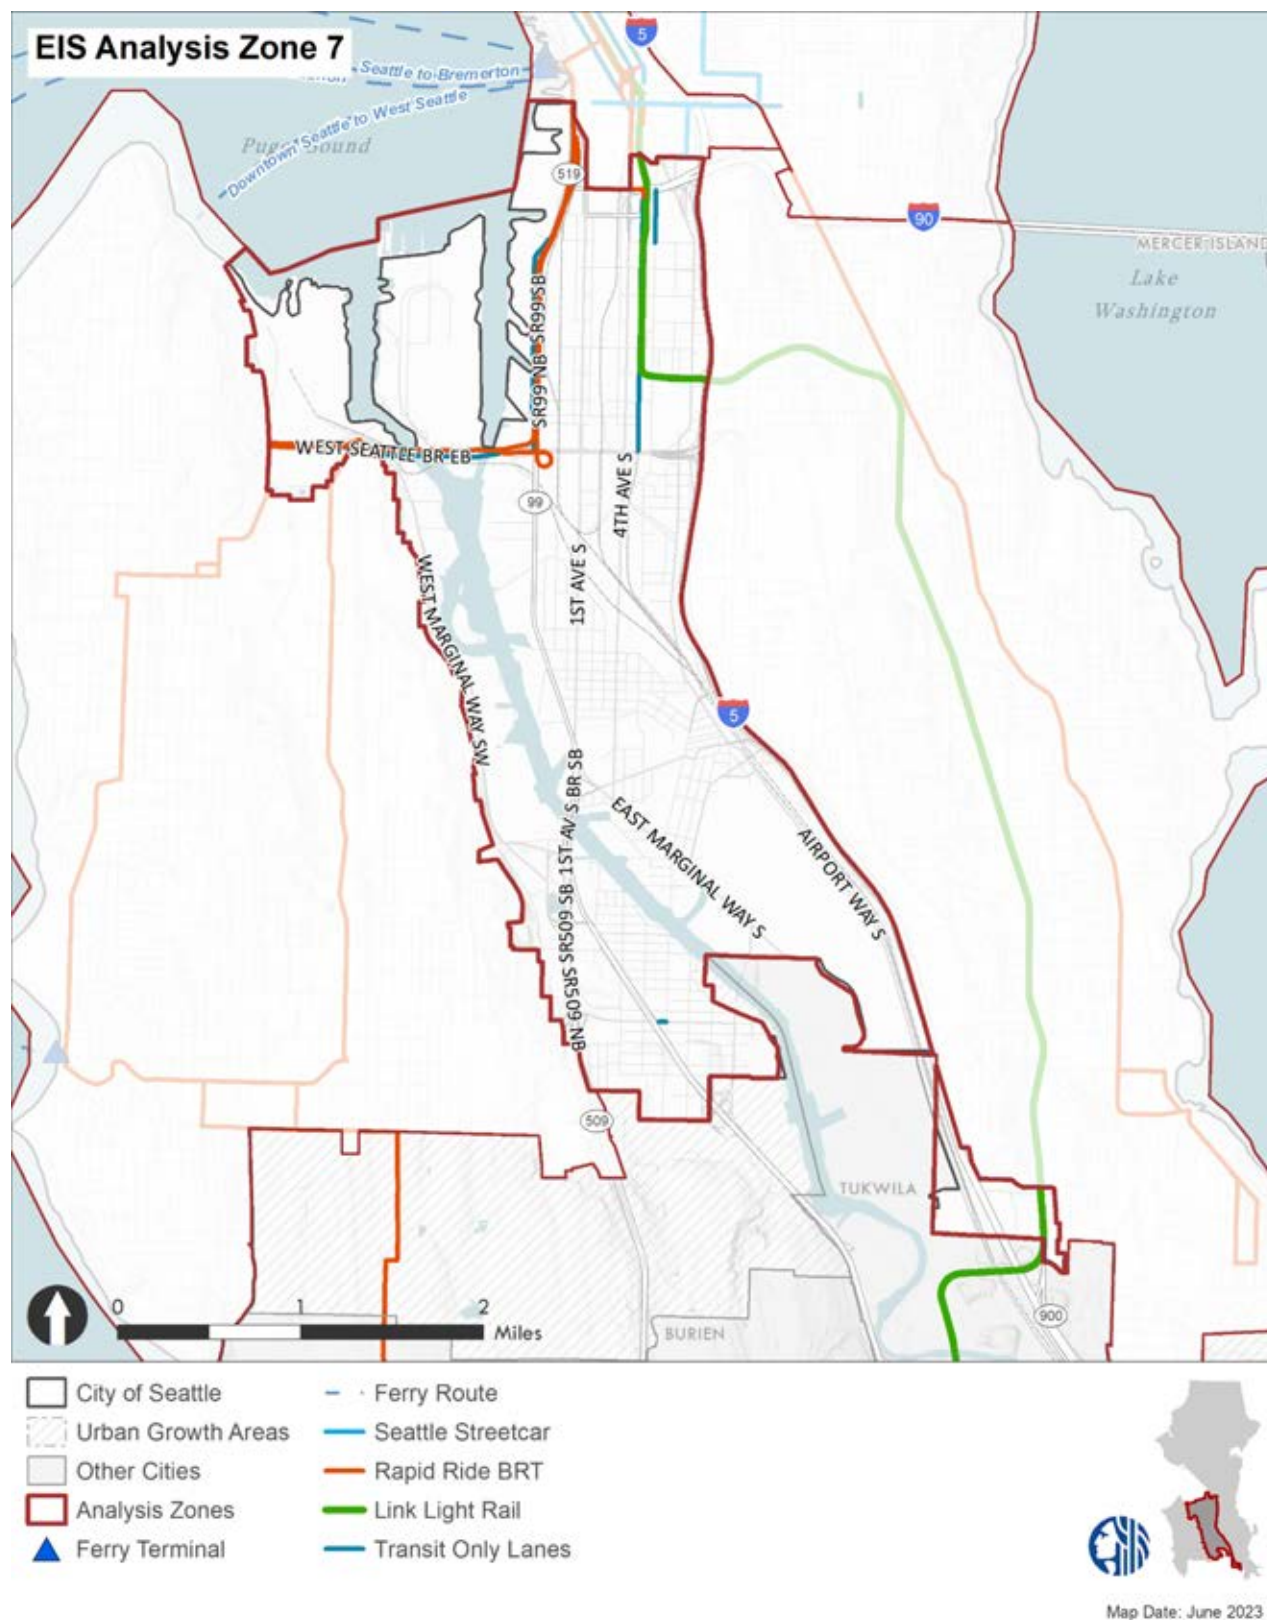 EIS Analysis Zone 7
5
Seattle to Bremerton
Downtown Seattle to West Seattle
Puget Sound
519
90
MERCER ISLAND
Lake
Washington
SR99 NB SR99 SB
WEST SEATTLE BR EB
99
4TH AVE S
1ST AVE S
WEST MARGINAL WAY SW
5
SR509 NB SR509 SB 1ST AV S BR SB
EAST MARGINAL WAY S
AIRPORT WAY S
509
TUKWILA
0 1 2
Miles
BURIEN
900
City of Seattle
Urban Growth Areas
Other Cities
Analysis Zones
Ferry Terminal
Ferry Route
Seattle Streetcar
Rapid Ride BRT
Link Light Rail
Transit Only Lanes
Map Date: June 2023